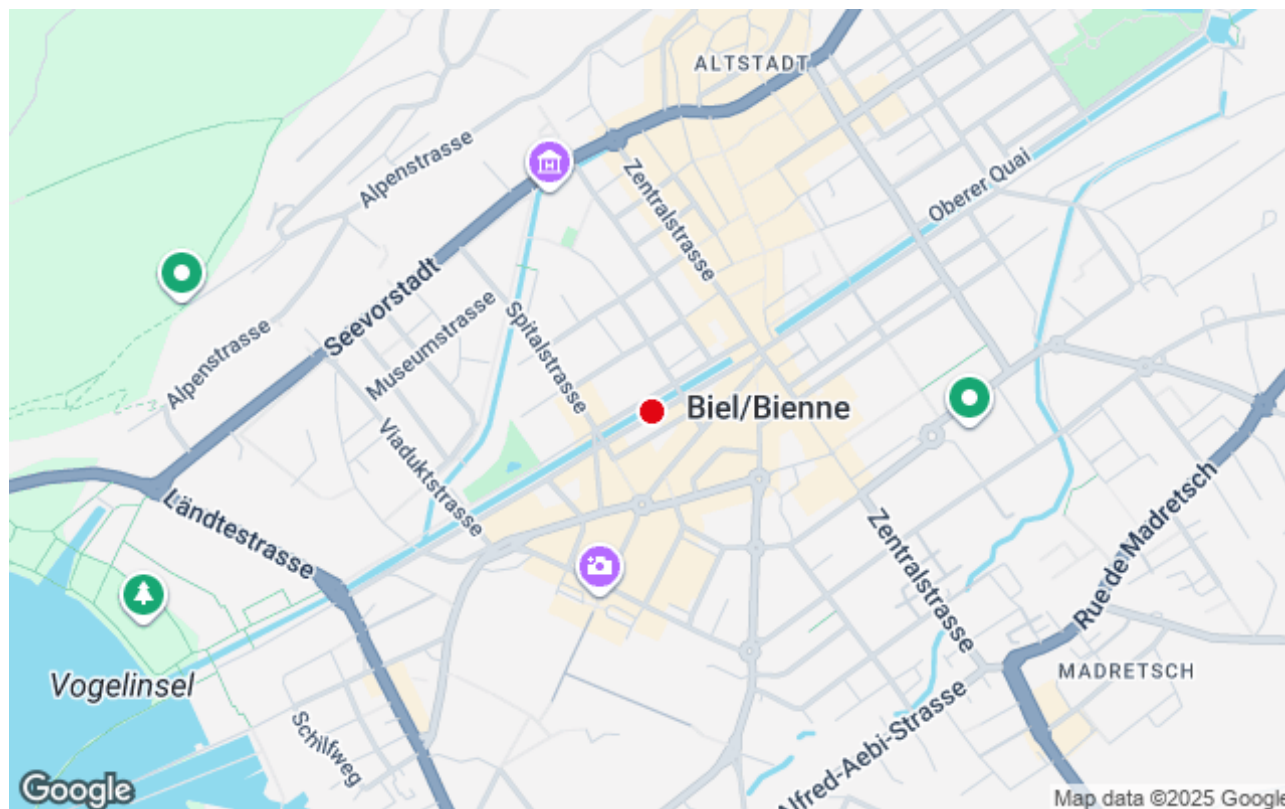 ALTSTADT
Alpenstrasse
Zentralstrasse
Oberer Quai
Seevorstadt
Museumstrasse
Spitalstrasse
Alpenstrasse
Biel/Bienne
Viaduktstrasse
Ländtestrasse
Zentralstrasse
Rue de Madretsch
Vogelinsel
MADRETSCH
Schilfweg
Alfred-Aebi-Strasse
Google
Map data ©2025 Google